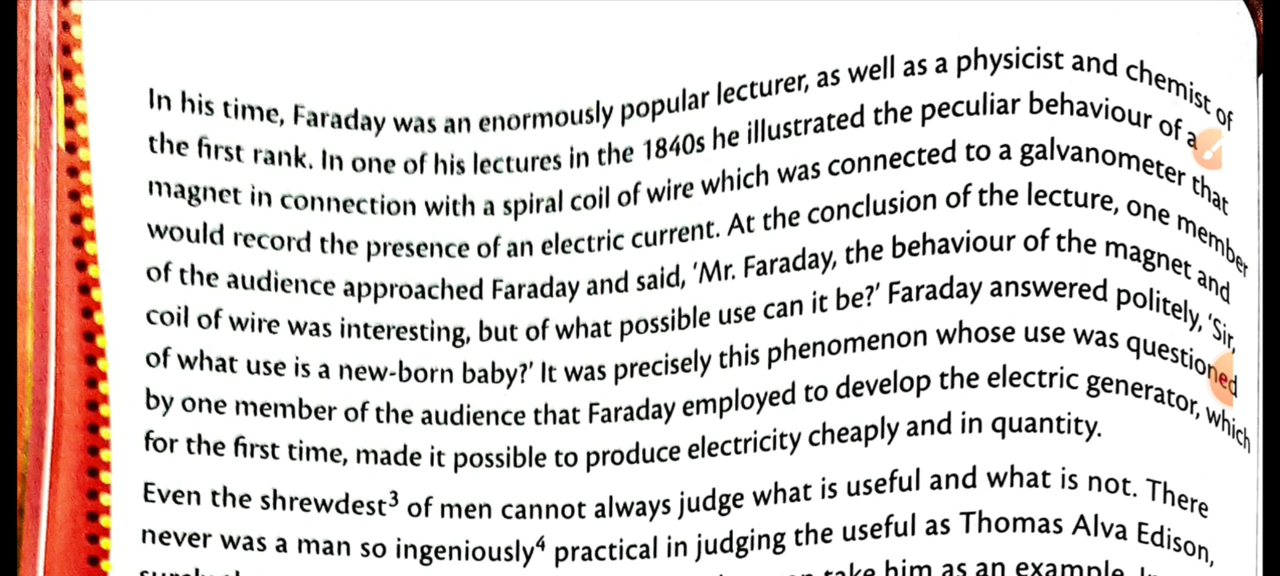 In his time, Faraday was an enormously popular lecturer, as well as a physicist and chemist of
the first rank. In one of his lectures in the 1840s he illustrated the peculiar behaviour of a
magnet in connection with a spiral coil of wire which was connected to a galvanometer that
would record the presence of an electric current. At the conclusion of the lecture, one member
of the audience approached Faraday and said, ‘Mr. Faraday, the behaviour of the magnet and
coil of wire was interesting, but of what possible use can it be?’ Faraday answered politely, ‘Sir,
of what use is a new-born baby?’ It was precisely this phenomenon whose use was questioned
by one member of the audience that Faraday employed to develop the electric generator, which
for the first time, made it possible to produce electricity cheaply and in quantity.
Even the shrewdest³ of men cannot always judge what is useful and what is not. There
never was a man so ingeniously⁴ practical in judging the useful as Thomas Alva Edison,
take him as an example.